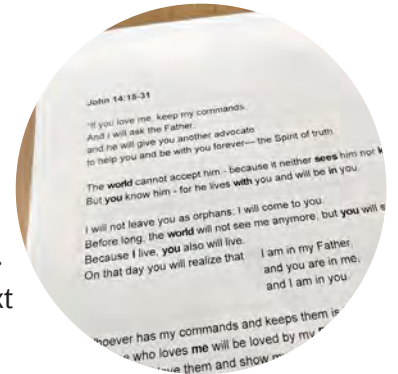 John 14:15-31
"If you love me, keep my commands.
And I will ask the Father,
and he will give you another advocate
to help you and be with you forever— the Spirit of truth.
The world cannot accept him - because it neither sees him nor
But you know him - for he lives with you and will be in you.
I will not leave you as orphans; I will come to you.
Before long, the world will not see me anymore, but you will
Because I live, you also will live.
On that day you will realize that
I am in my Father,
and you are in me,
and I am in you.
has my commands and keeps them is
who loves me will be loved by my
them and show
xt